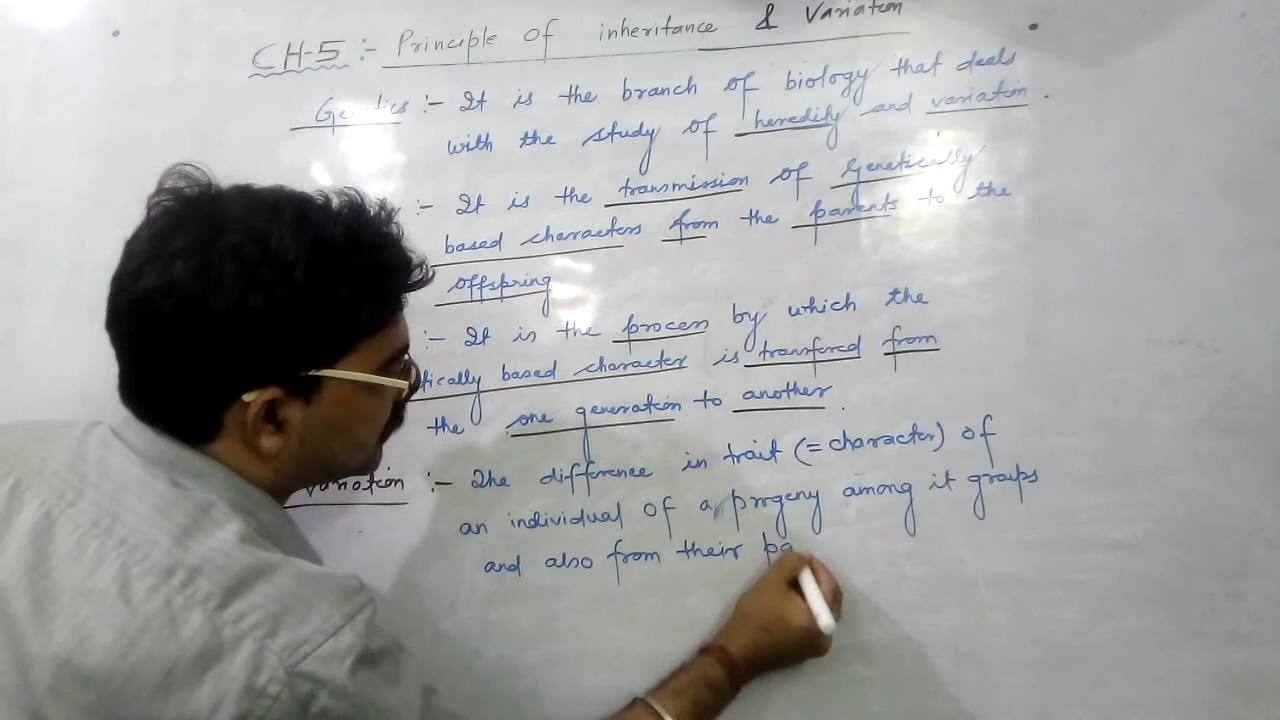 CH-5 :- Principle of inheritance & Variation
:- It is the branch of biology that deals
with the study of heredity and variation .
:- It is the transmission of genetically
based characters from the parents to the
offspring
:- It is the process by which the
tically based character is transfered from
the one generation to another .
Variation :- The difference in trait (= character) of
an individual of a progeny among it groups
and also from their pa